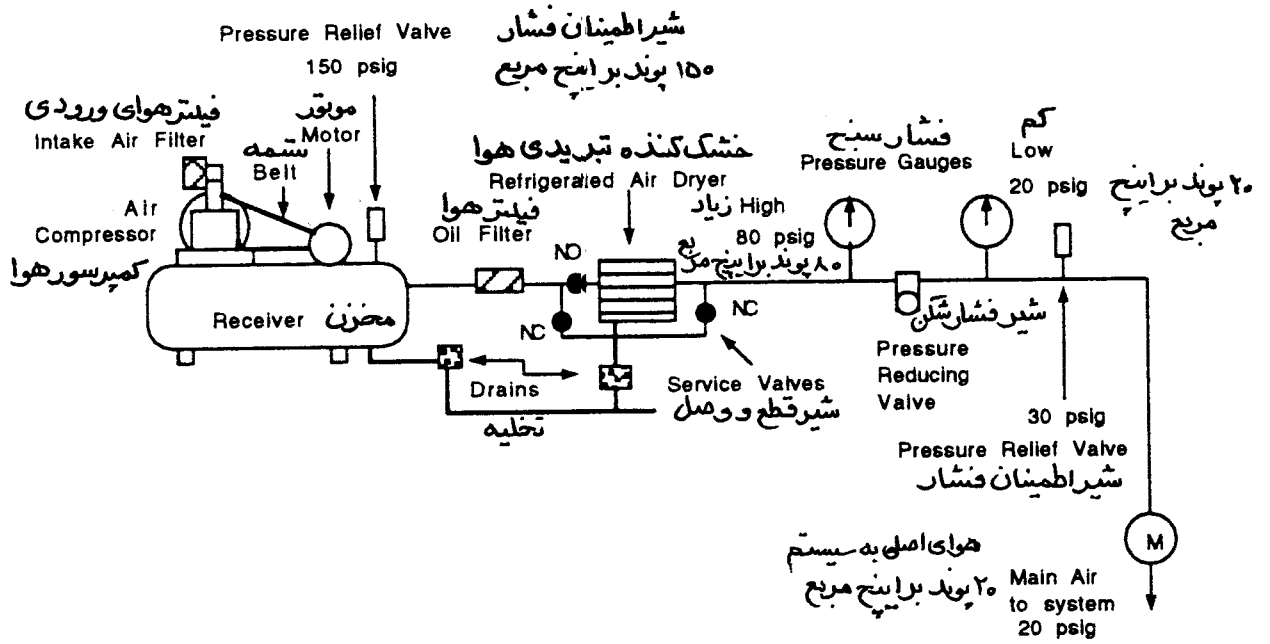 Pressure Relief Valve
150 psig
شیر اطمینان فشار
۱۵۰ پوند بر اینچ مربع
فیلتر هوای ورودی
Intake Air Filter
موتور
Motor
تسمه
Belt
فشار سنج
Pressure Gauges
کم
Low
20 psig
۲۰ پوند بر اینچ
مربع
خشک کننده تبریدی هوا
Refrigerated Air Dryer
Air
Compressor
کمپرسور هوا
فیلتر هوا
Oil Filter
زیاد High
80 psig
۸۰ پوند بر اینچ مربع
NO
NC
NC
Receiver مخزن
شیر فشار شکن
Pressure
Reducing
Valve
Drains
تخلیه
Service Valves
شیر قطع و وصل
30 psig
Pressure Relief Valve
شیر اطمینان فشار
M
هوای اصلی به سیستم
۲۰ پوند بر اینچ مربع
Main Air
to system
20 psig